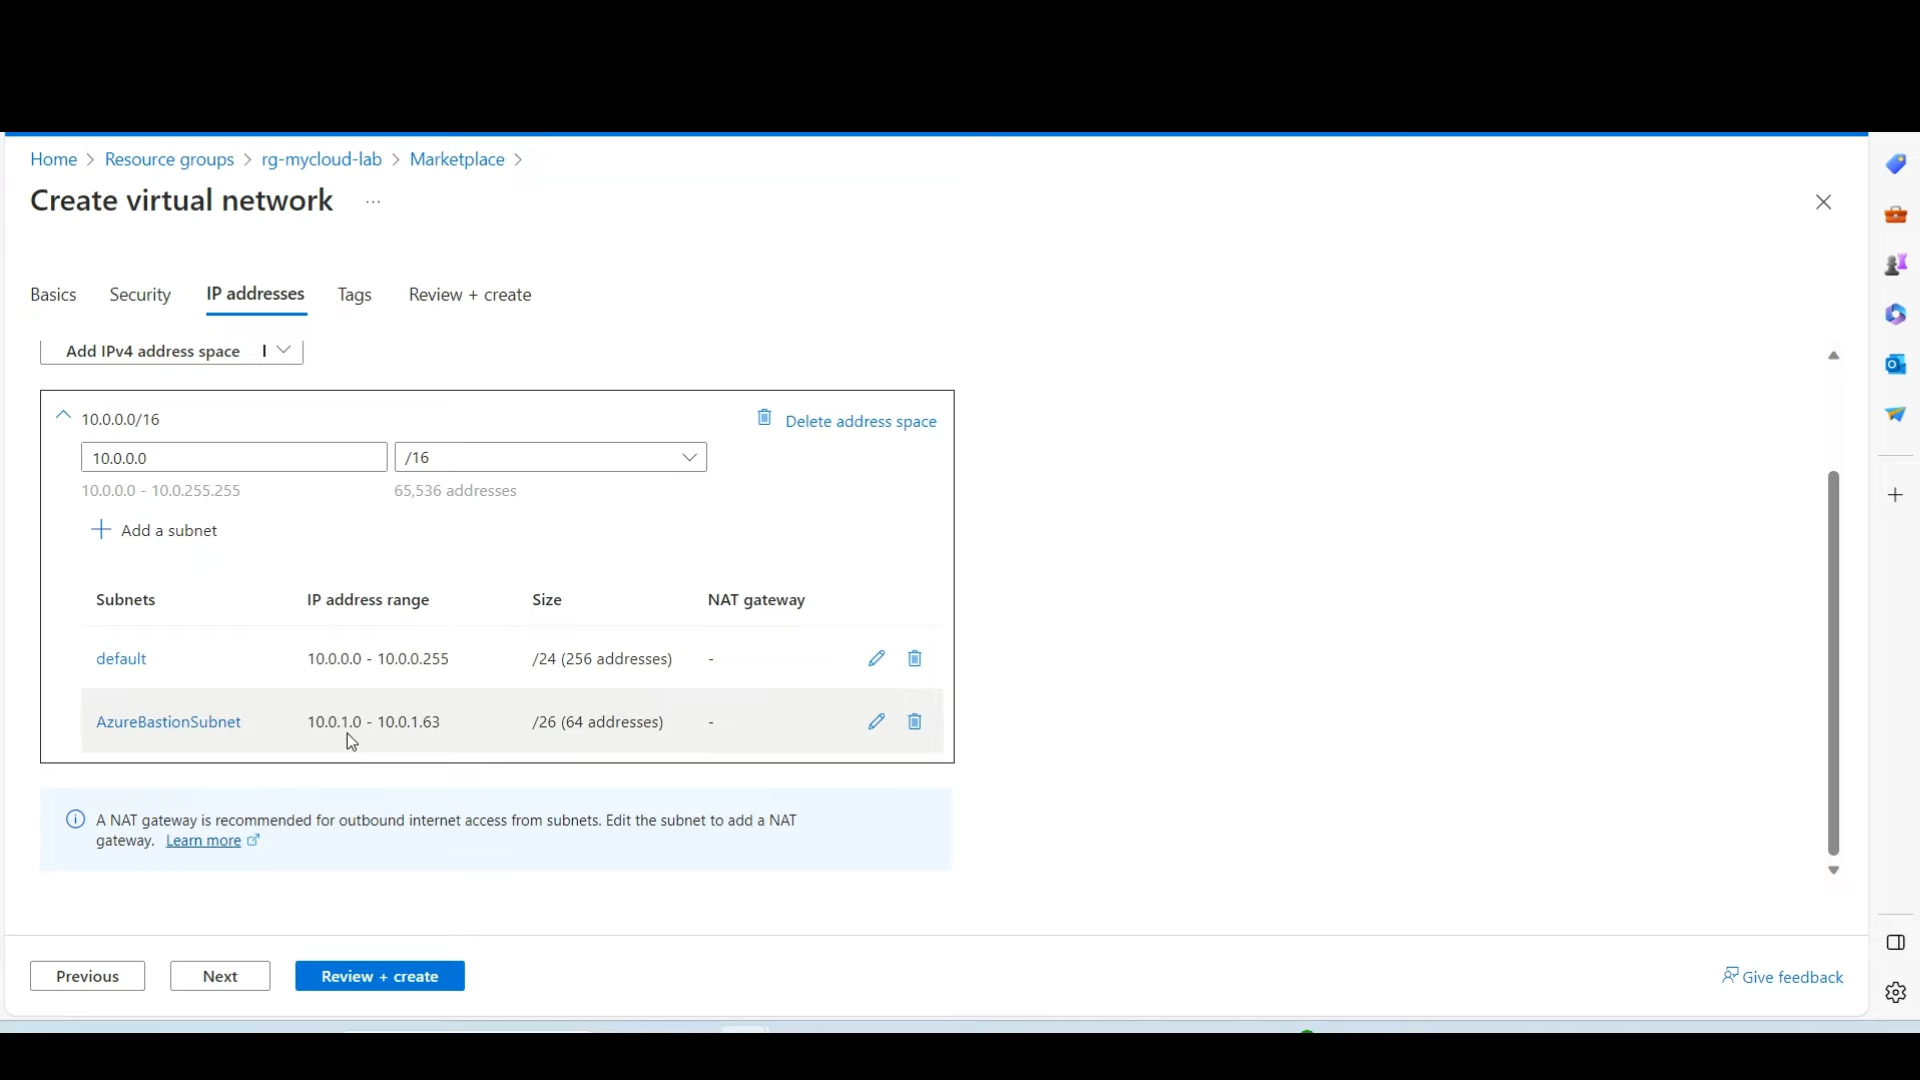 Home > Resource groups > rg-mycloud-lab > Marketplace >
Create virtual network ...
Basics Security IP addresses Tags Review + create
Add IPv4 address space
10.0.0.0/16 Delete address space
10.0.0.0 /16
10.0.0.0 - 10.0.255.255 65,536 addresses
+ Add a subnet
Subnets IP address range Size NAT gateway
default 10.0.0.0 - 10.0.0.255 /24 (256 addresses) -
AzureBastionSubnet 10.0.1.0 - 10.0.1.63 /26 (64 addresses) -
A NAT gateway is recommended for outbound internet access from subnets. Edit the subnet to add a NAT
gateway. Learn more
Previous Next Review + create Give feedback